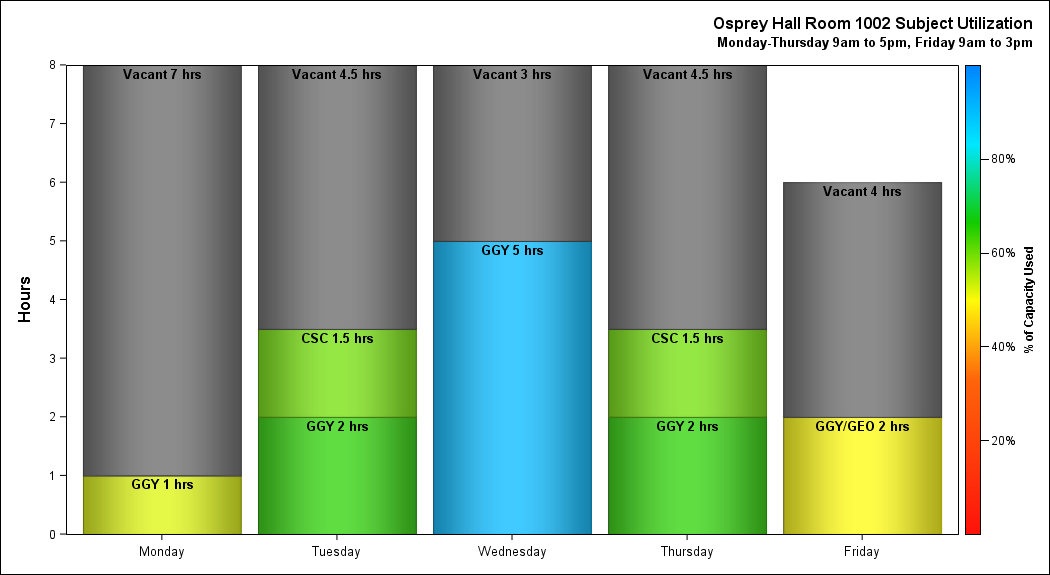 Osprey Hall Room 1002 Subject Utilization
Monday-Thursday 9am to 5pm, Friday 9am to 3pm
Hours
8
7
6
5
4
3
2
1
0
Vacant 7 hrs
GGY 1 hrs
Vacant 4.5 hrs
CSC 1.5 hrs
GGY 2 hrs
Vacant 3 hrs
GGY 5 hrs
Vacant 4.5 hrs
CSC 1.5 hrs
GGY 2 hrs
Vacant 4 hrs
GGY/GEO 2 hrs
Monday
Tuesday
Wednesday
Thursday
Friday
80%
60%
40%
20%
% of Capacity Used